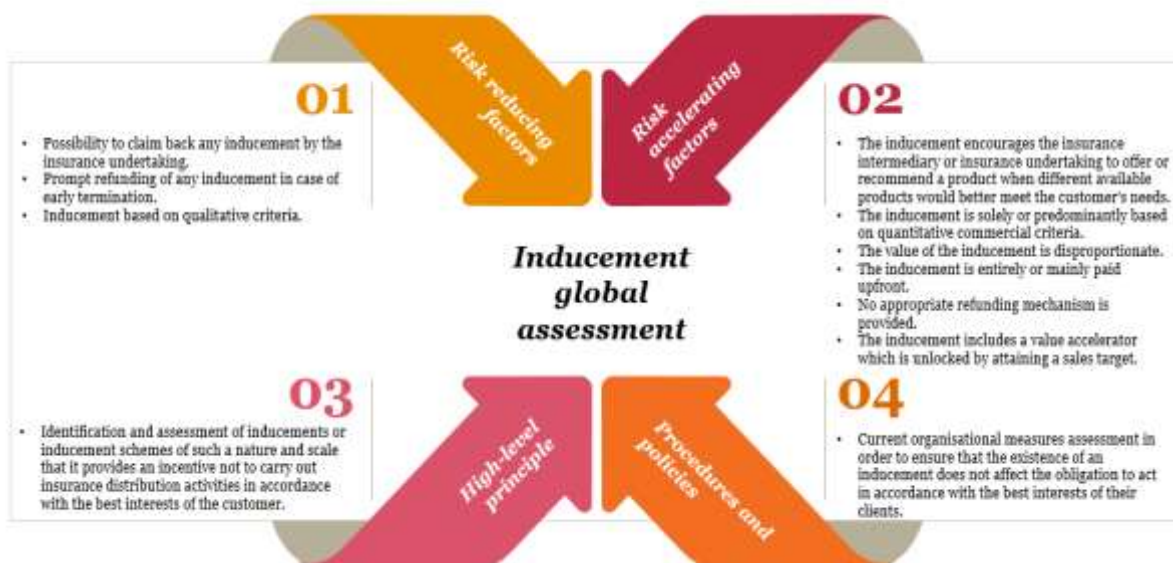 Risk reducing
factors
Risk
accelerating
factors
01
• Possibility to claim back any inducement by the
insurance undertaking.
• Prompt refunding of any inducement in case of
early termination.
• Inducement based on qualitative criteria.
02
• The inducement encourages the insurance
intermediary or insurance undertaking to offer or
recommend a product when different available
products would better meet the customer's needs.
• The inducement is solely or predominantly based
on quantitative commercial criteria.
• The value of the inducement is disproportionate.
• The inducement is entirely or mainly paid
upfront.
• No appropriate refunding mechanism is
provided.
• The inducement includes a value accelerator
which is unlocked by attaining a sales target.
Inducement
global
assessment
03
• Identification and assessment of inducements or
inducement schemes of such a nature and scale
that it provides an incentive not to carry out
insurance distribution activities in accordance
with the best interests of the customer.
High-level
principle
Procedures and
policies
04
• Current organisational measures assessment in
order to ensure that the existence of an
inducement does not affect the obligation to act
in accordance with the best interests of their
clients.